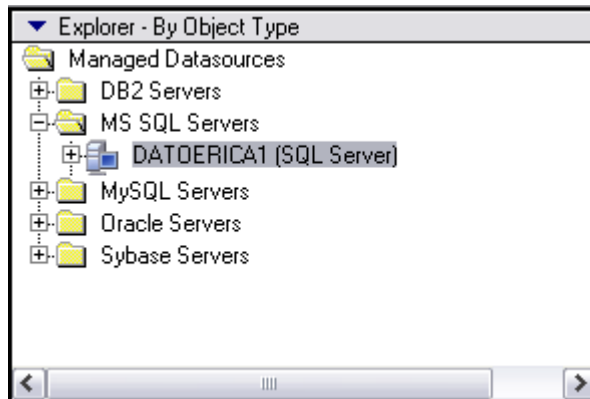 Explorer - By Object Type
Managed Datasources
DB2 Servers
MS SQL Servers
DATOERICA1 (SQL Server)
MySQL Servers
Oracle Servers
Sybase Servers